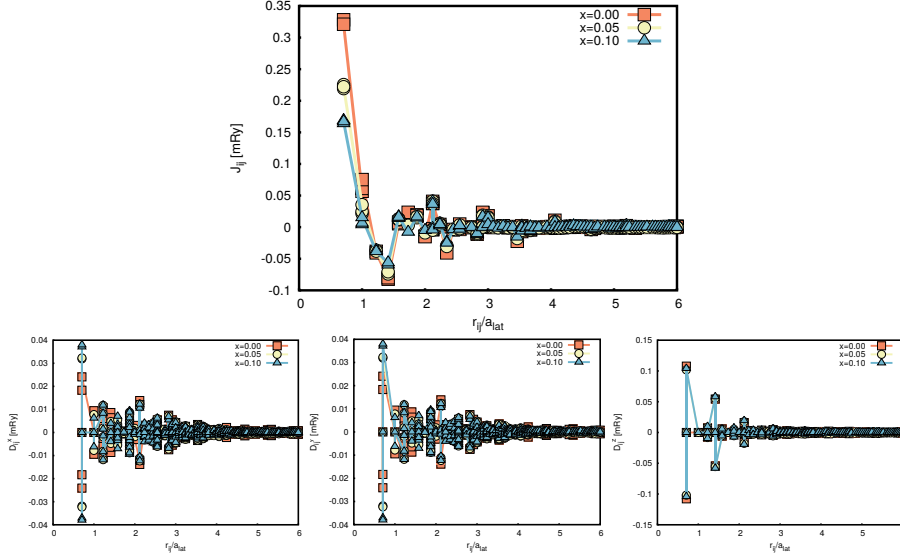 x=0.00
x=0.05
x=0.10
0.35
0.3
0.25
0.2
0.15
0.1
0.05
0
-0.05
-0.1
J_ij [mRy]
0 1 2 3 4 5 6
r_ij/a_lat
x=0.00
x=0.05
x=0.10
0.04
0.03
0.02
0.01
0
-0.01
-0.02
-0.03
-0.04
D_ij^x [mRy]
0 1 2 3 4 5 6
r_ij/a_lat
x=0.00
x=0.05
x=0.10
0.04
0.03
0.02
0.01
0
-0.01
-0.02
-0.03
-0.04
[mRy]
0 1 2 3 4 5 6
r_ij/a_lat
x=0.00
x=0.05
x=0.10
0.15
0.1
0.05
0
-0.05
-0.1
-0.15
D_ij^z [mRy]
0 1 2 3 4 5 6
r_ij/a_lat